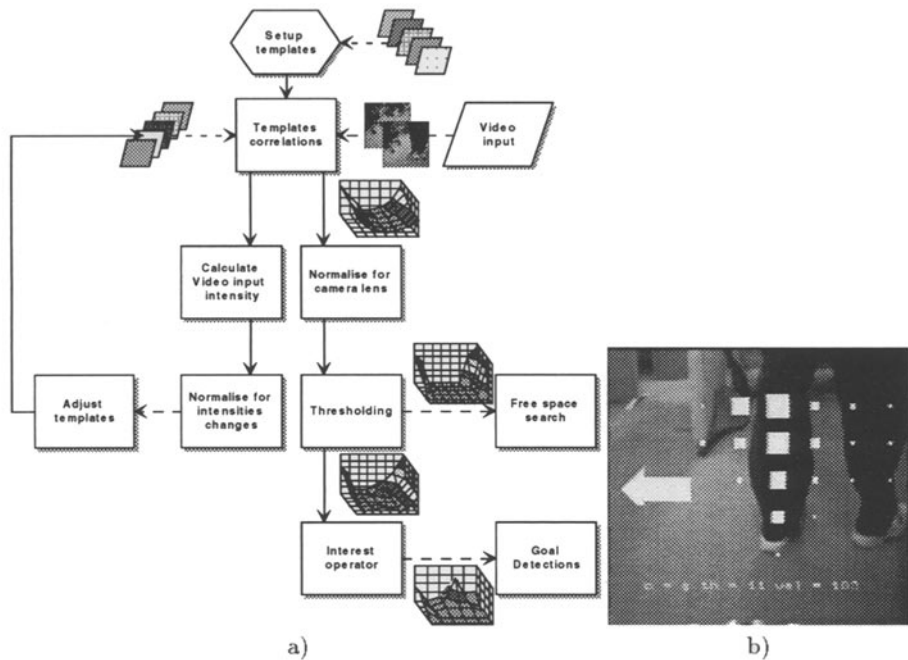 Setup
templates
Templates
correlations
Video
input
Calculate
Video input
intensity
Normalise for
camera lens
Adjust
templates
Normalise for
intensities
changes
Thresholding
Free space
search
Interest
operator
Goal
Detections
a)
b)